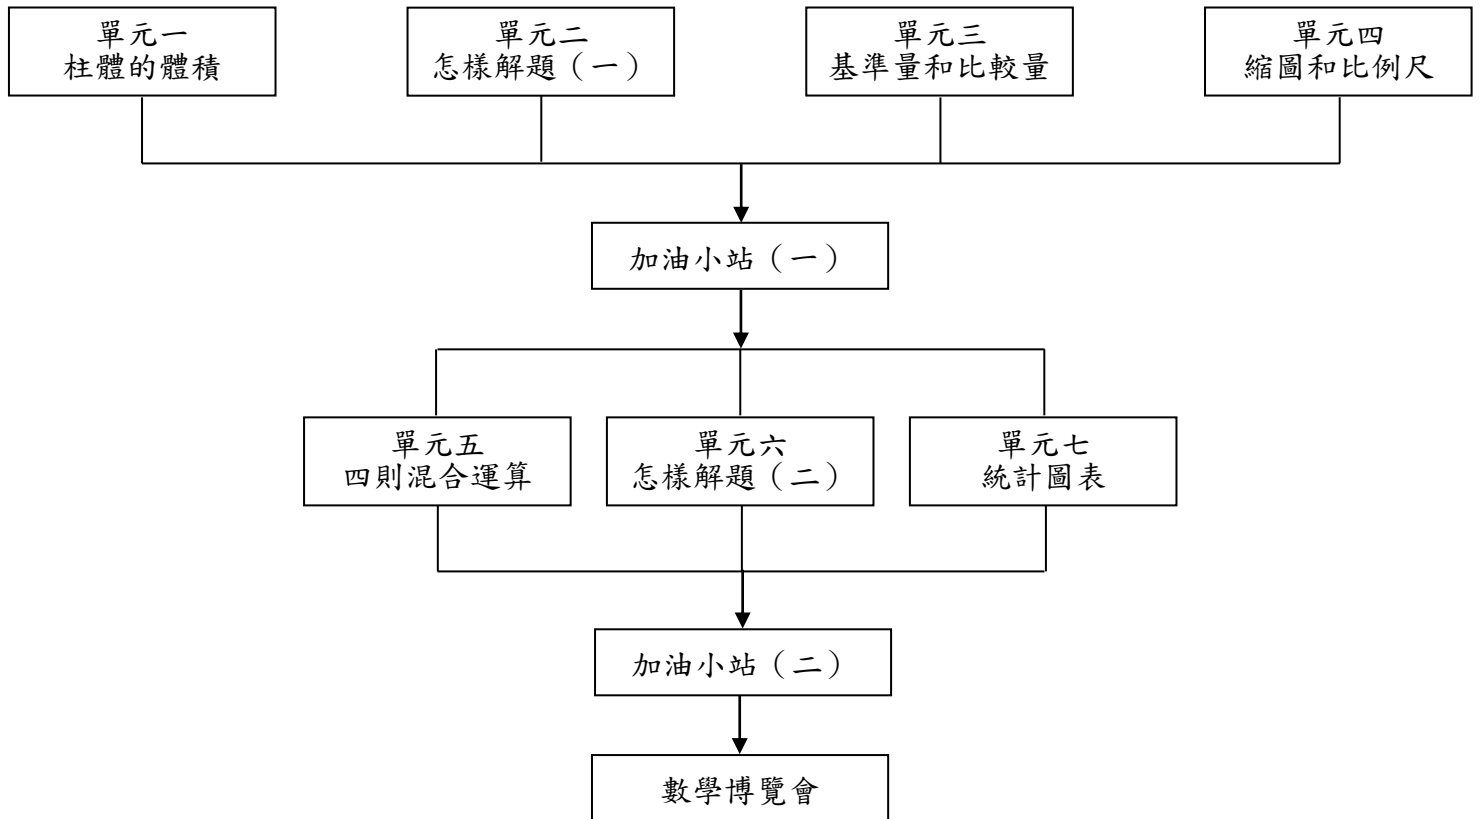 單元一
柱體的體積
單元二
怎樣解題（一）
單元三
基準量和比較量
單元四
縮圖和比例尺
加油小站（一）
單元五
四則混合運算
單元六
怎樣解題（二）
單元七
統計圖表
加油小站（二）
數學博覽會